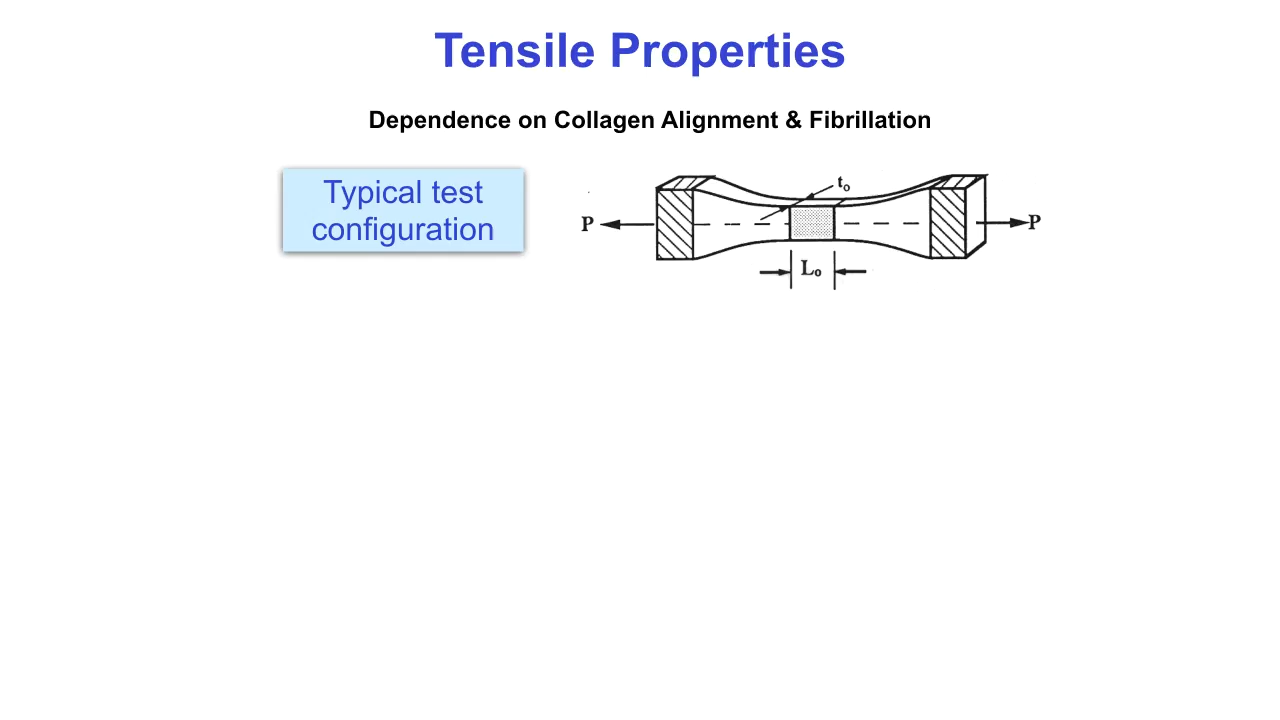 Tensile Properties
Dependence on Collagen Alignment & Fibrillation
Typical test
configuration
to
P
P
Lo